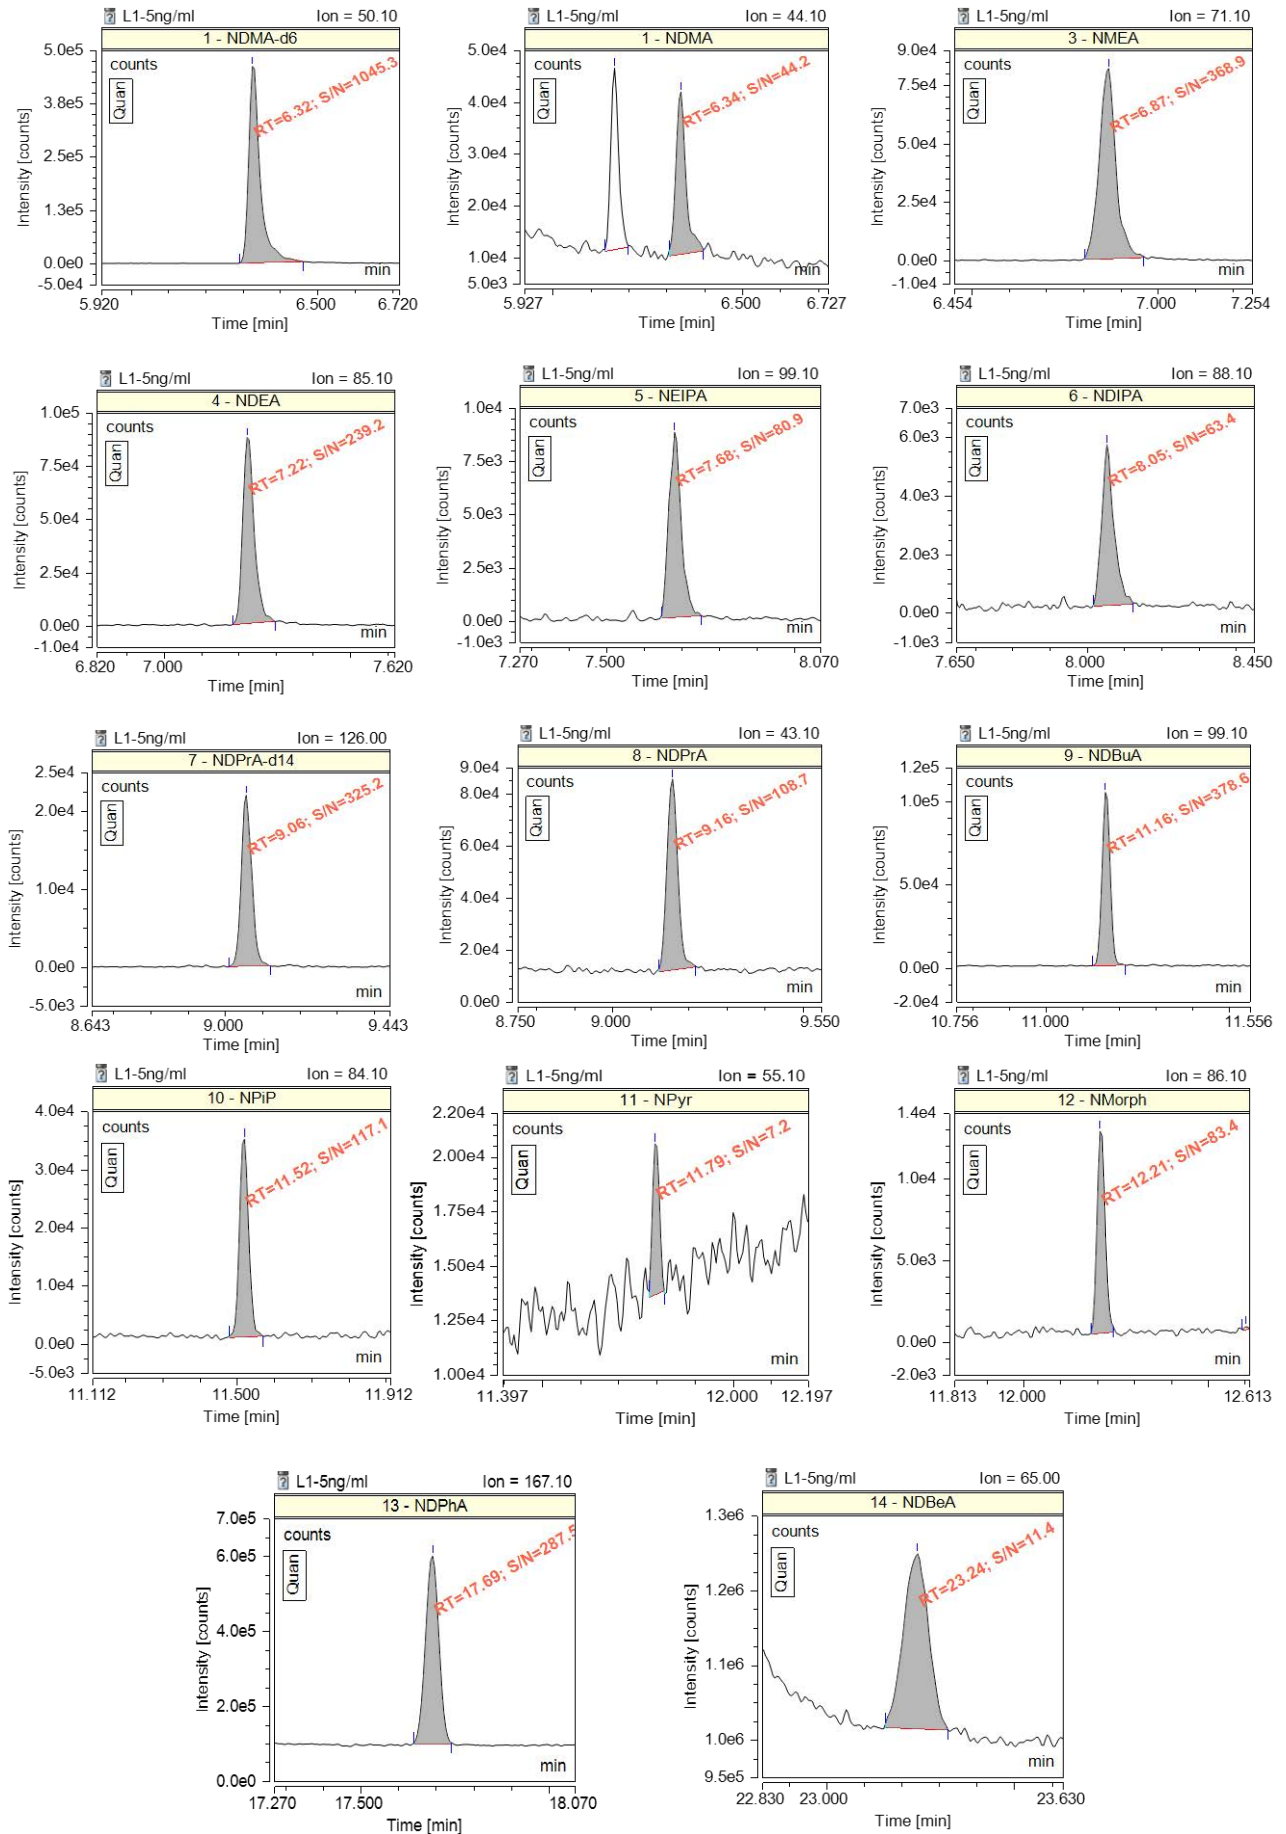 L1-5ng/ml Ion = 50.10
1 - NDMA-d6
5.0e5
counts
Quan
RT=6.32; S/N=1045.3
3.8e5
2.5e5
1.3e5
0.0e0
-5.0e4
min
Intensity [counts]
5.920 6.500 6.720
Time [min]
L1-5ng/ml Ion = 44.10
1 - NDMA
5.0e4
counts
Quan
RT=6.34; S/N=44.2
4.0e4
3.0e4
2.0e4
1.0e4
5.0e3
min
Intensity [counts]
5.927 6.500 6.727
Time [min]
L1-5ng/ml Ion = 71.10
3 - NMEA
9.0e4
counts
Quan
RT=6.87; S/N=368.9
7.5e4
5.0e4
2.5e4
0.0e0
-1.0e4
min
Intensity [counts]
6.454 7.000 7.254
Time [min]
L1-5ng/ml Ion = 85.10
4 - NDEA
1.0e5
counts
Quan
RT=7.22; S/N=239.2
7.5e4
5.0e4
2.5e4
0.0e0
-1.0e4
min
Intensity [counts]
6.820 7.000 7.620
Time [min]
L1-5ng/ml Ion = 99.10
5 - NEIPA
1.0e4
counts
Quan
RT=7.68; S/N=80.9
7.5e3
5.0e3
2.5e3
0.0e0
-1.0e3
min
Intensity [counts]
7.270 7.500 8.070
Time [min]
L1-5ng/ml Ion = 88.10
6 - NDIPA
7.0e3
counts
Quan
RT=8.05; S/N=63.4
6.0e3
4.0e3
2.0e3
0.0e0
-1.0e3
min
Intensity [counts]
7.650 8.000 8.450
Time [min]
L1-5ng/ml Ion = 126.00
7 - NDPrA-d14
2.5e4
counts
Quan
RT=9.06; S/N=325.2
2.0e4
1.0e4
0.0e0
-5.0e3
min
Intensity [counts]
8.643 9.000 9.443
Time [min]
L1-5ng/ml Ion = 43.10
8 - NDPrA
9.0e4
counts
Quan
RT=9.16; S/N=108.7
8.0e4
6.0e4
4.0e4
2.0e4
0.0e0
min
Intensity [counts]
8.750 9.000 9.550
Time [min]
L1-5ng/ml Ion = 99.10
9 - NDBuA
1.2e5
counts
Quan
RT=11.16; S/N=378.6
1.0e5
5.0e4
0.0e0
-2.0e4
min
Intensity [counts]
10.756 11.000 11.556
Time [min]
L1-5ng/ml Ion = 84.10
10 - NPiP
4.0e4
counts
Quan
RT=11.52; S/N=117.1
3.0e4
2.0e4
1.0e4
0.0e0
-5.0e3
min
Intensity [counts]
11.112 11.500 11.912
Time [min]
L1-5ng/ml Ion = 55.10
11 - NPyr
2.20e4
counts
Quan
RT=11.79; S/N=7.2
2.00e4
1.75e4
1.50e4
1.25e4
1.00e4
min
Intensity [counts]
11.397 12.000 12.197
Time [min]
L1-5ng/ml Ion = 86.10
12 - NMorph
1.4e4
counts
Quan
RT=12.21; S/N=83.4
1.0e4
5.0e3
0.0e0
-2.0e3
min
Intensity [counts]
11.813 12.000 12.613
Time [min]
L1-5ng/ml Ion = 167.10
13 - NDPhA
7.0e5
counts
Quan
RT=17.69; S/N=287.5
6.0e5
4.0e5
2.0e5
0.0e0
min
Intensity [counts]
17.270 17.500 18.070
Time [min]
L1-5ng/ml Ion = 65.00
14 - NDBeA
1.3e6
counts
Quan
RT=23.24; S/N=11.4
1.2e6
1.1e6
1.0e6
9.5e5
min
Intensity [counts]
22.830 23.000 23.630
Time [min]